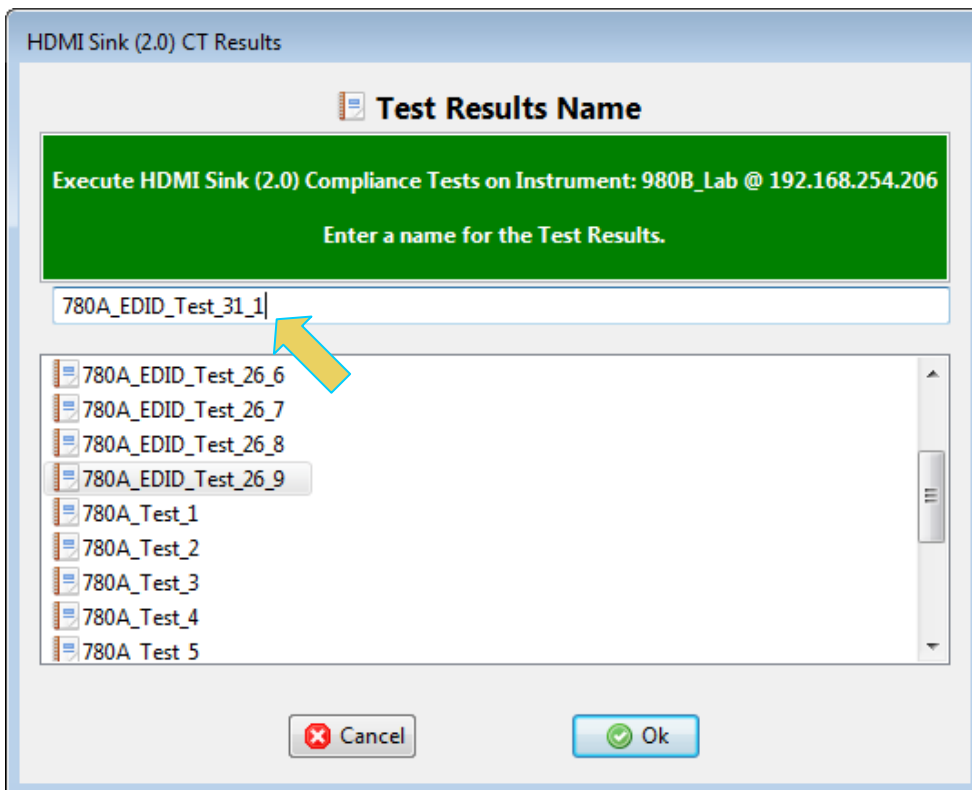 HDMI Sink (2.0) CT Results
Test Results Name
Execute HDMI Sink (2.0) Compliance Tests on Instrument: 980B_Lab @ 192.168.254.206
Enter a name for the Test Results.
780A_EDID_Test_31_1
780A_EDID_Test_26_6
780A_EDID_Test_26_7
780A_EDID_Test_26_8
780A_EDID_Test_26_9
780A_Test_1
780A_Test_2
780A_Test_3
780A_Test_4
780A_Test_5
Cancel
Ok